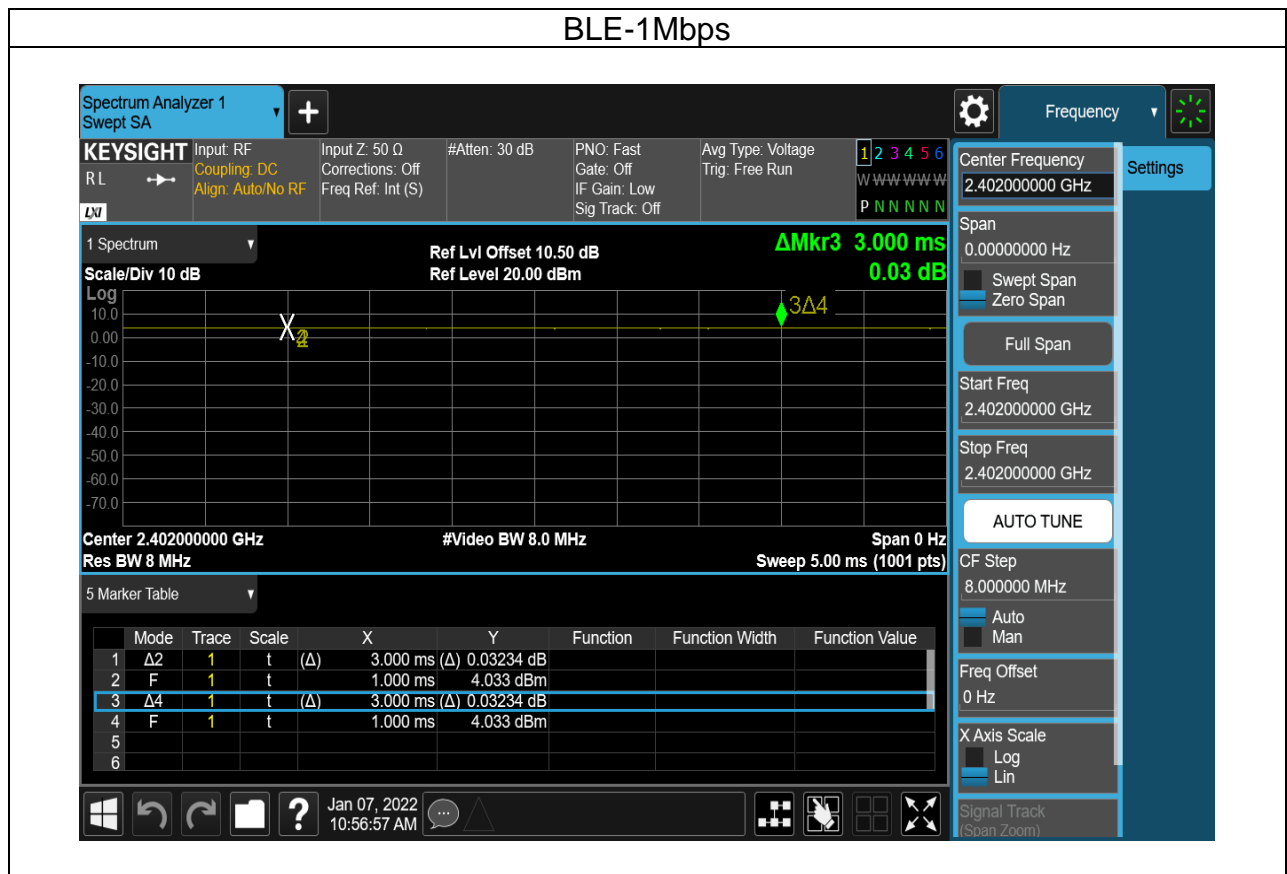 BLE-1Mbps
Spectrum Analyzer 1
Swept SA
Frequency
KEYSIGHT
RL
LXI
Input: RF
Coupling: DC
Align: Auto/No RF
Input Z: 50 Ω
Corrections: Off
Freq Ref: Int (S)
#Atten: 30 dB
PNO: Fast
Gate: Off
IF Gain: Low
Sig Track: Off
Avg Type: Voltage
Trig: Free Run
1 2 3 4 5 6
W W W W W W
P N N N N N
1 Spectrum
Scale/Div 10 dB
Ref Lvl Offset 10.50 dB
Ref Level 20.00 dBm
ΔMkr3 3.000 ms
0.03 dB
Log
10.0
0.00
-10.0
-20.0
-30.0
-40.0
-50.0
-60.0
-70.0
3Δ4
Center 2.402000000 GHz
#Video BW 8.0 MHz
Span 0 Hz
Res BW 8 MHz
Sweep 5.00 ms (1001 pts)
5 Marker Table
Mode Trace Scale X Y Function Function Width Function Value
1 Δ2 1 t (Δ) 3.000 ms (Δ) 0.03234 dB
2 F 1 t 1.000 ms 4.033 dBm
3 Δ4 1 t (Δ) 3.000 ms (Δ) 0.03234 dB
4 F 1 t 1.000 ms 4.033 dBm
5
6
?
Jan 07, 2022
10:56:57 AM
Center Frequency
2.402000000 GHz
Settings
Span
0.00000000 Hz
Swept Span
Zero Span
Full Span
Start Freq
2.402000000 GHz
Stop Freq
2.402000000 GHz
AUTO TUNE
CF Step
8.000000 MHz
Auto
Man
Freq Offset
0 Hz
X Axis Scale
Log
Lin
Signal Track
(Span Zoom)